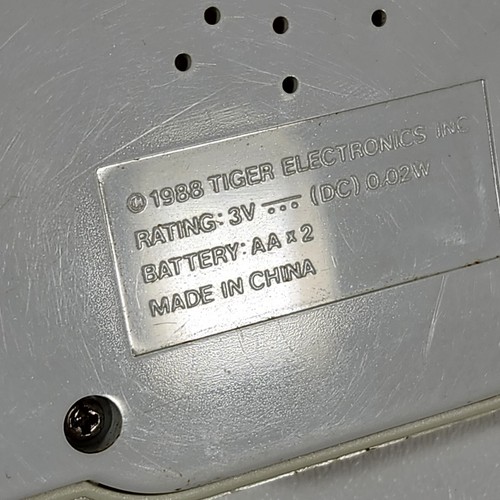 © 1988 TIGER ELECTRONICS INC
RATING: 3V ⎓ (DC) 0.02W
BATTERY: AA x 2
MADE IN CHINA